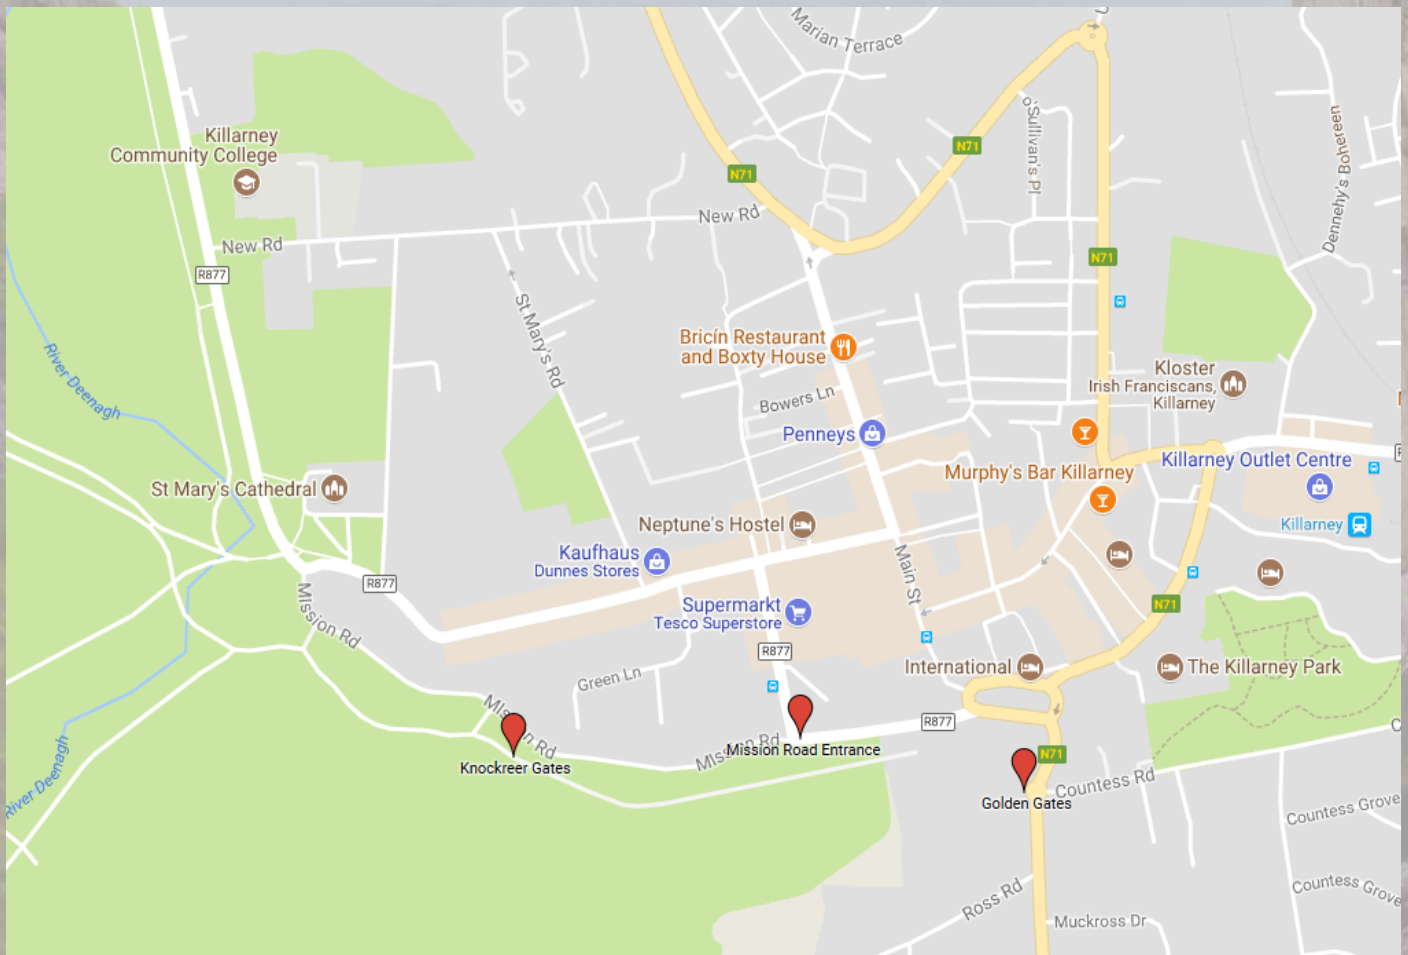 Marian Terrace
Killarney
Community College
O'Sullivan's Pl
N71
N71
Dennehy's Bohereen
New Rd
New Rd
R877
N71
St Mary's Rd
River Deenagh
Bricín Restaurant
and Boxty House
Kloster
Irish Franciscans,
Killarney
Bowers Ln
Penneys
Murphy's Bar Killarney
Killarney Outlet Centre
St Mary's Cathedral
Neptune's Hostel
Killarney
Kaufhaus
Dunnes Stores
Main St
R877
Mission Rd
Supermarkt
Tesco Superstore
N71
R877
Green Ln
International
The Killarney Park
Mission Rd
R877
Mission Rd
Mission Road Entrance
Knockreer Gates
N71
River Deenagh
Countess Rd
Golden Gates
Countess Grove
Ross Rd
Countess Grove
Muckross Dr